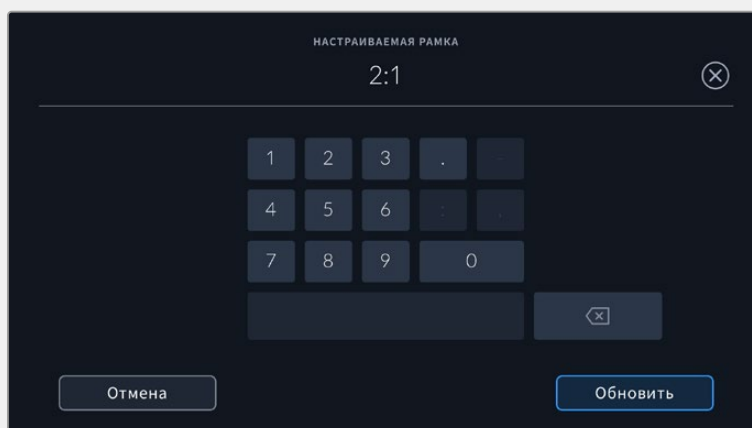 НАСТРАИВАЕМАЯ РАМКА
2:1
1 2 3 . -
4 5 6 : ,
7 8 9 0
Отмена Обновить